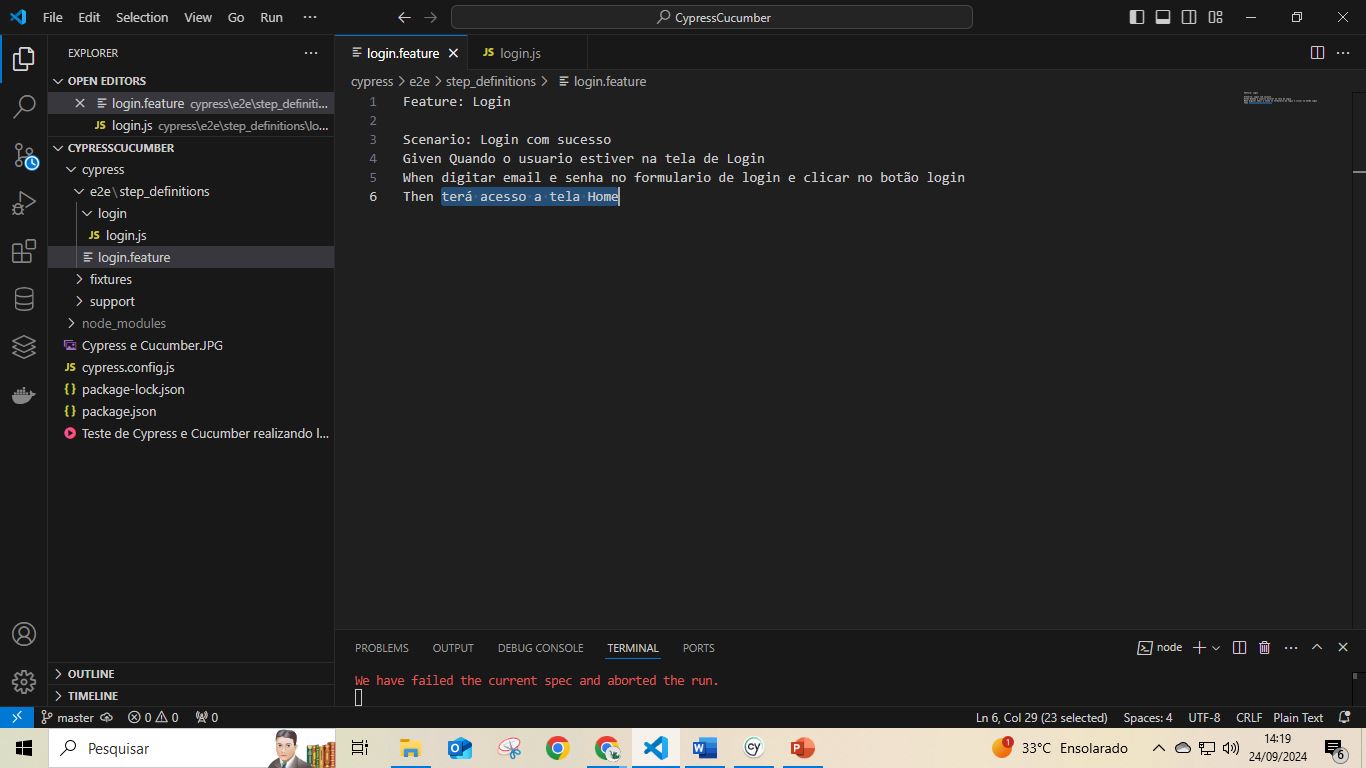 File Edit Selection View Go Run ···
CypressCucumber
EXPLORER
OPEN EDITORS
login.feature cypress\e2e\step_definiti...
JS login.js cypress\e2e\step_definitions\lo...
CYPRESSCUCUMBER
cypress
e2e\step_definitions
login
JS login.js
login.feature
fixtures
support
node_modules
Cypress e Cucumber.JPG
JS cypress.config.js
{} package-lock.json
{} package.json
Teste de Cypress e Cucumber realizando l...
OUTLINE
TIMELINE
login.feature
JS login.js
cypress > e2e > step_definitions > login.feature
1 Feature: Login
2
3 Scenario: Login com sucesso
4 Given Quando o usuario estiver na tela de Login
5 When digitar email e senha no formulario de login e clicar no botão login
6 Then terá acesso a tela Home
PROBLEMS OUTPUT DEBUG CONSOLE TERMINAL PORTS
node
We have failed the current spec and aborted the run.
master 0 0 0
Ln 6, Col 29 (23 selected) Spaces: 4 UTF-8 CRLF Plain Text
Pesquisar
cy
1 33°C Ensolarado
14:19
24/09/2024
6